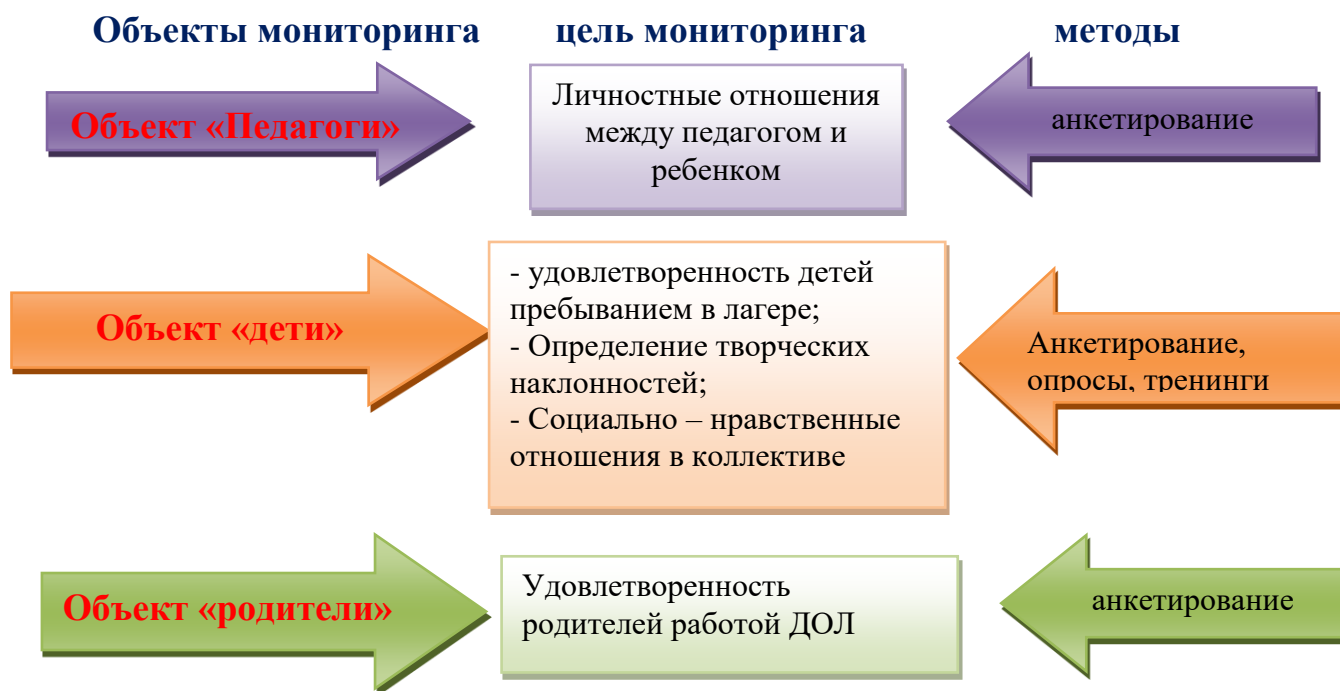 Объекты мониторинга цель мониторинга методы
Объект «Педагоги»
Личностные отношения
между педагогом и
ребенком
анкетирование
Объект «дети»
- удовлетворенность детей
пребыванием в лагере;
- Определение творческих
наклонностей;
- Социально – нравственные
отношения в коллективе
Анкетирование,
опросы, тренинги
Объект «родители»
Удовлетворенность
родителей работой ДОЛ
анкетирование